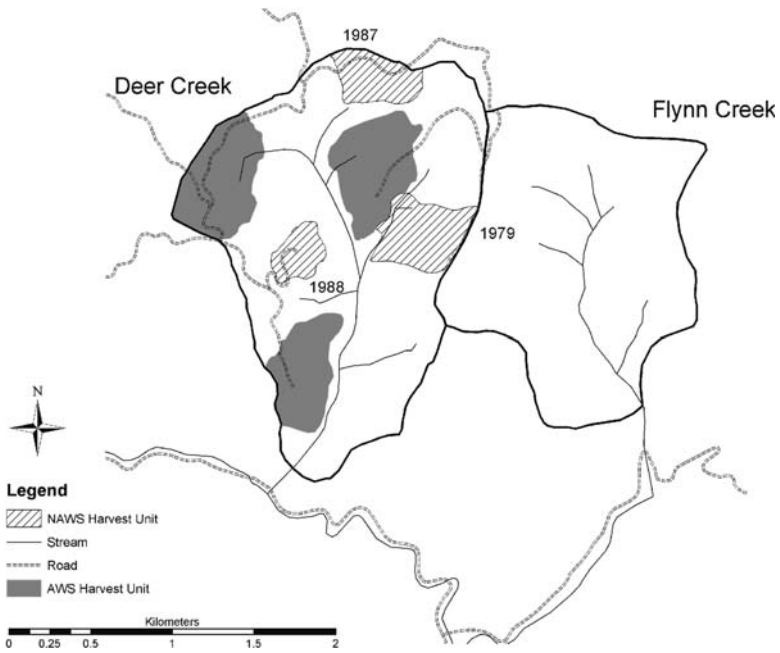 1987
Deer Creek
Flynn Creek
1979
1988
N
Legend
NAWS Harvest Unit
Stream
Road
AWS Harvest Unit
Kilometers
0 0.25 0.5 1 1.5 2